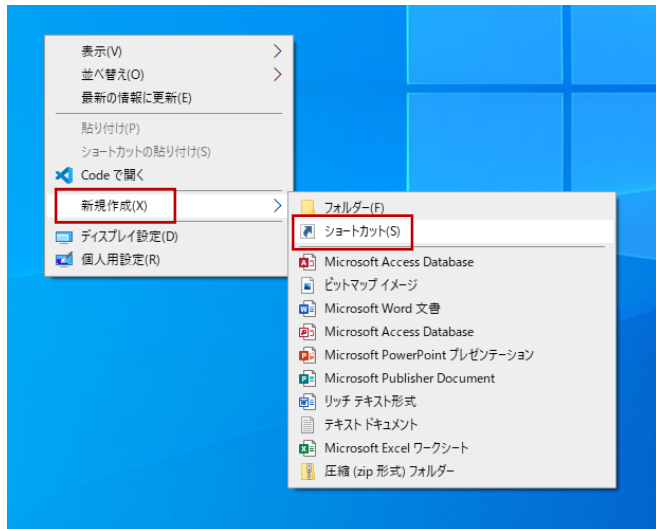 表示(V)
並べ替え(O)
最新の情報に更新(E)
貼り付け(P)
ショートカットの貼り付け(S)
Code で開く
新規作成(X)
ディスプレイ設定(D)
個人用設定(R)
フォルダー(F)
ショートカット(S)
Microsoft Access Database
ビットマップ イメージ
Microsoft Word 文書
Microsoft Access Database
Microsoft PowerPoint プレゼンテーション
Microsoft Publisher Document
リッチ テキスト形式
テキスト ドキュメント
Microsoft Excel ワークシート
圧縮 (zip 形式) フォルダー